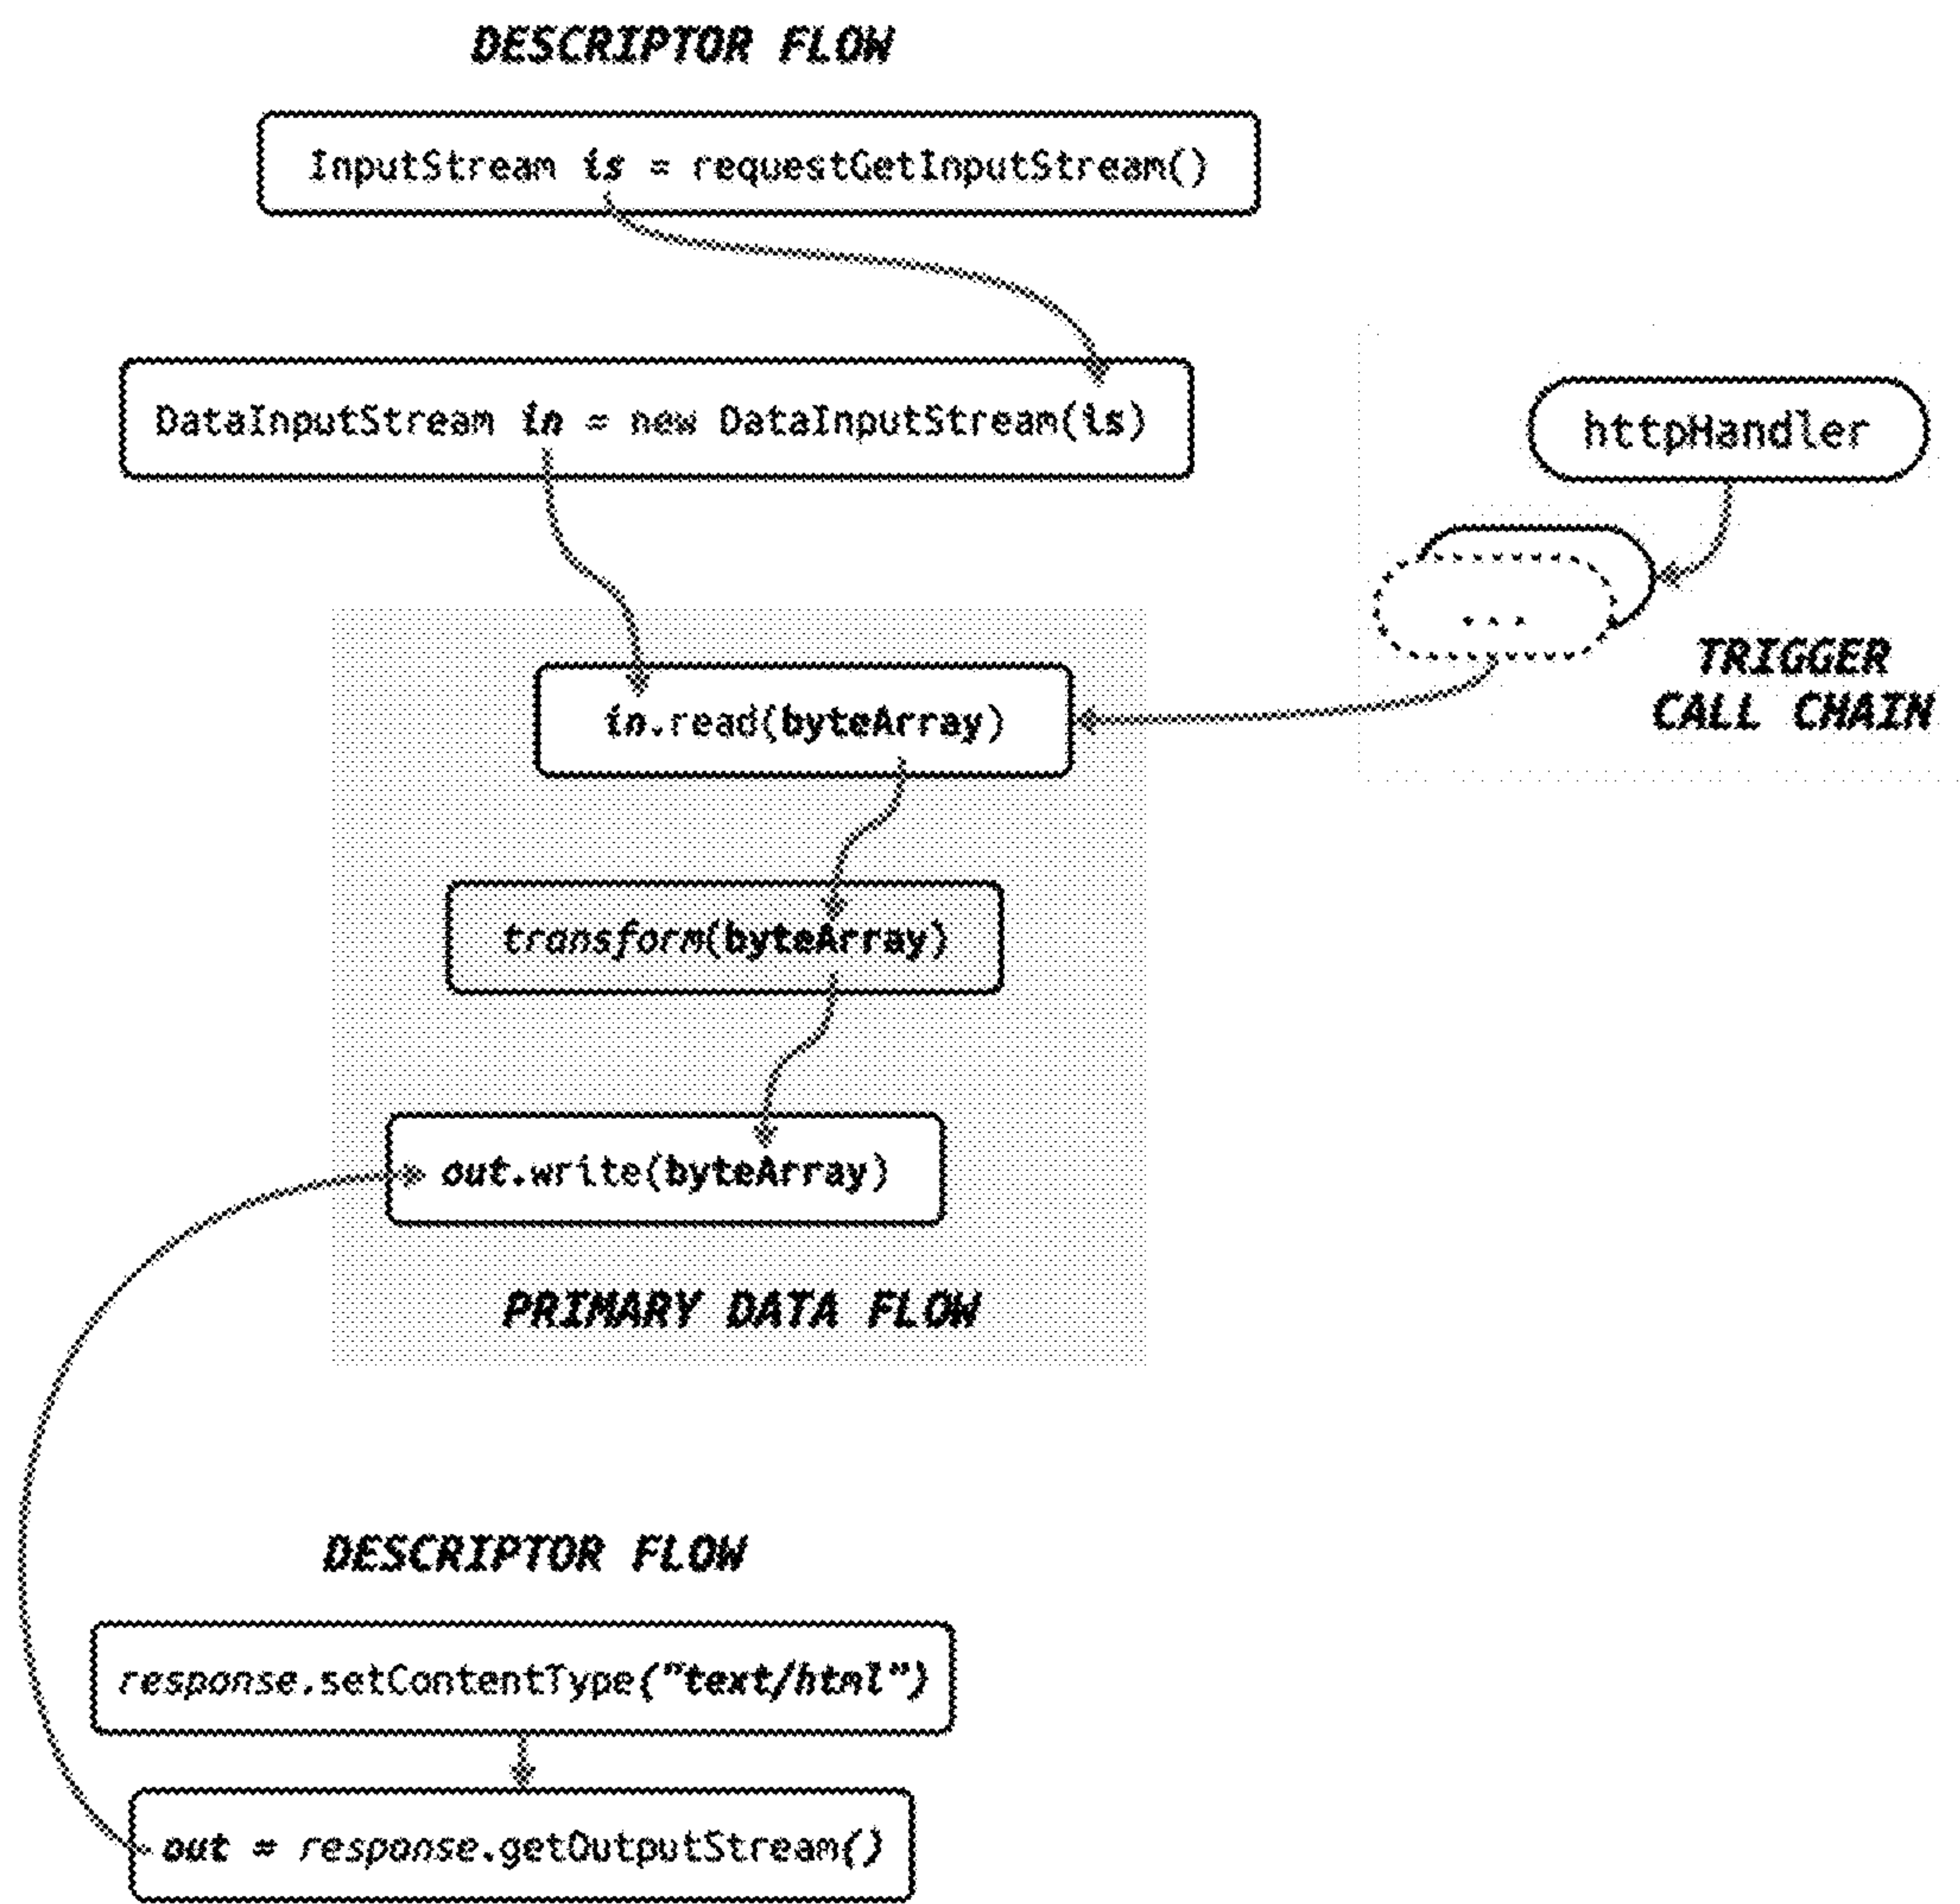 DESCRIPTOR FLOW
InputStream is = requestGetInputStream()
DataInputStream in = new DataInputStream(is)
httpHandler
...
TRIGGER
CALL CHAIN
in.read(byteArray)
transform(byteArray)
out.write(byteArray)
PRIMARY DATA FLOW
DESCRIPTOR FLOW
response.setContentType("text/html")
out = response.getOutputStream()